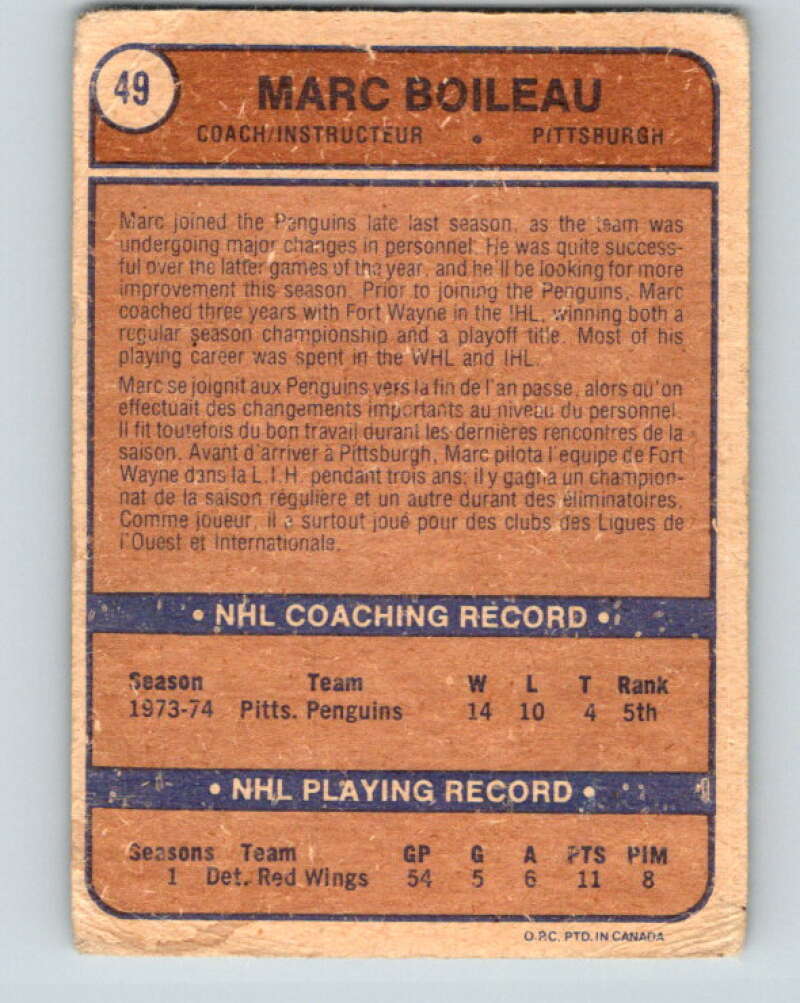 49
MARC BOILEAU
COACH/INSTRUCTEUR • PITTSBURGH
Marc joined the Penguins late last season, as the team was
undergoing major changes in personnel. He was quite success-
ful over the latter games of the year, and he'll be looking for more
improvement this season. Prior to joining the Penguins, Marc
coached three years with Fort Wayne in the IHL, winning both a
regular season championship and a playoff title. Most of his
playing career was spent in the WHL and IHL.
Marc se joignit aux Penguins vers la fin de l'an passe, alors qu'on
effectuait des changements importants au niveau du personnel.
Il fit toutefois du bon travail durant les dernières rencontres de la
saison. Avant d'arriver à Pittsburgh, Marc pilota l'equipe de Fort
Wayne dans la L.I.H. pendant trois ans; il y gagna un champion-
nat de la saison régulière et un autre durant des éliminatoires.
Comme joueur, il a surtout joué pour des clubs des Ligues de
l'Ouest et Internationale.
• NHL COACHING RECORD •
Season Team W L T Rank
1973-74 Pitts. Penguins 14 10 4 5th
• NHL PLAYING RECORD •
Seasons Team GP G A PTS PIM
1 Det. Red Wings 54 5 6 11 8
O.P.C. PTD. IN CANADA